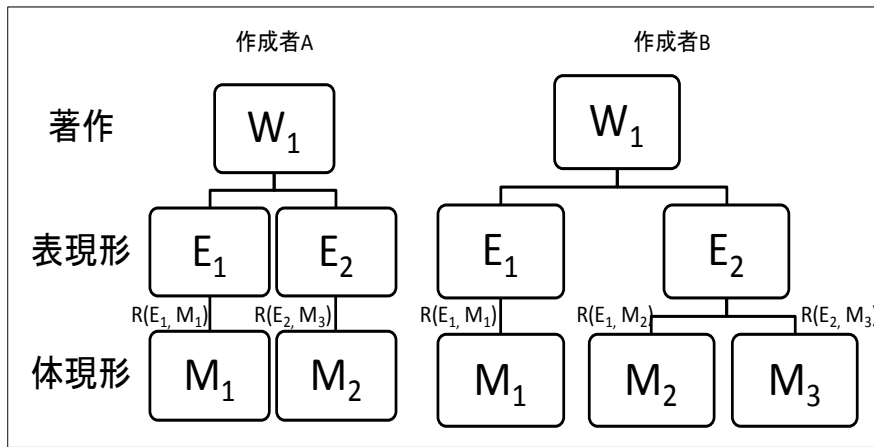 作成者A 作成者B
著作 W₁ W₁
表現形 E₁ E₂ E₁ E₂
R(E₁, M₁) R(E₂, M₃) R(E₁, M₁) R(E₁, M₂) R(E₂, M₃)
体現形 M₁ M₂ M₁ M₂ M₃